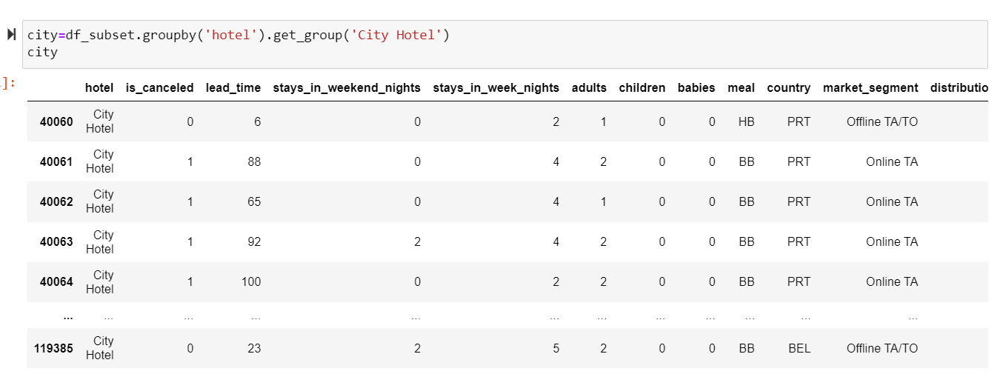 city=df_subset.groupby('hotel').get_group('City Hotel')
city
]:
hotel is_canceled lead_time stays_in_weekend_nights stays_in_week_nights adults children babies meal country market_segment distributio
40060 City Hotel 0 6 0 2 1 0 0 HB PRT Offline TA/TO
40061 City Hotel 1 88 0 4 2 0 0 BB PRT Online TA
40062 City Hotel 1 65 0 4 1 0 0 BB PRT Online TA
40063 City Hotel 1 92 2 4 2 0 0 BB PRT Online TA
40064 City Hotel 1 100 0 2 2 0 0 BB PRT Online TA
... ... ... ... ... ... ... ... ... ... ... ...
119385 City Hotel 0 23 2 5 2 0 0 BB BEL Offline TA/TO